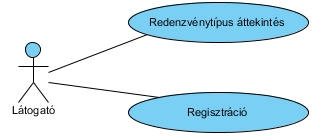 Redenzvénytípus áttekintés
Látogató
Regisztráció